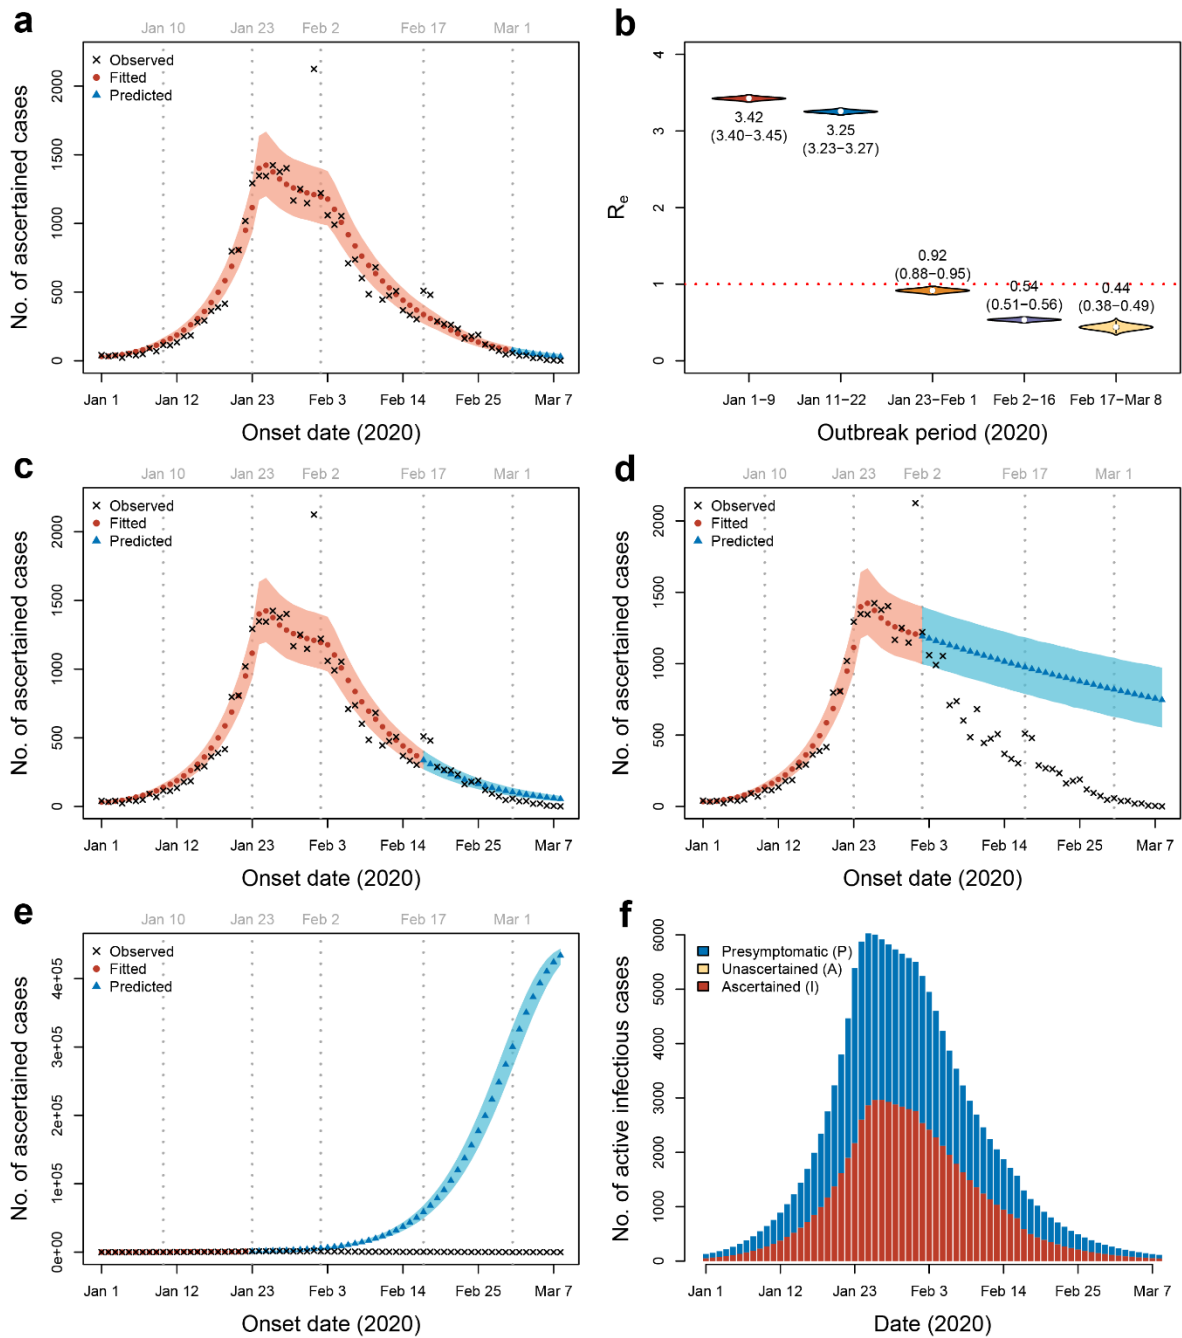 a
Jan 10 Jan 23 Feb 2 Feb 17 Mar 1
Observed
Fitted
Predicted
No. of ascertained cases
0 500 1000 1500 2000
Jan 1 Jan 12 Jan 23 Feb 3 Feb 14 Feb 25 Mar 7
Onset date (2020)
b
Re
0 1 2 3 4
3.42
(3.40−3.45)
3.25
(3.23−3.27)
0.92
(0.88−0.95)
0.54
(0.51−0.56)
0.44
(0.38−0.49)
Jan 1−9 Jan 11−22 Jan 23−Feb 1 Feb 2−16 Feb 17−Mar 8
Outbreak period (2020)
c
Jan 10 Jan 23 Feb 2 Feb 17 Mar 1
Observed
Fitted
Predicted
No. of ascertained cases
0 500 1000 1500 2000
Jan 1 Jan 12 Jan 23 Feb 3 Feb 14 Feb 25 Mar 7
Onset date (2020)
d
Jan 10 Jan 23 Feb 2 Feb 17 Mar 1
Observed
Fitted
Predicted
No. of ascertained cases
0 500 1000 1500 2000
Jan 1 Jan 12 Jan 23 Feb 3 Feb 14 Feb 25 Mar 7
Onset date (2020)
e
Jan 10 Jan 23 Feb 2 Feb 17 Mar 1
Observed
Fitted
Predicted
No. of ascertained cases
0e+00 1e+05 2e+05 3e+05 4e+05
Jan 1 Jan 12 Jan 23 Feb 3 Feb 14 Feb 25 Mar 7
Onset date (2020)
f
Presymptomatic (P)
Unascertained (A)
Ascertained (I)
No. of active infectious cases
0 1000 2000 3000 4000 5000 6000
Jan 1 Jan 12 Jan 23 Feb 3 Feb 14 Feb 25 Mar 7
Date (2020)